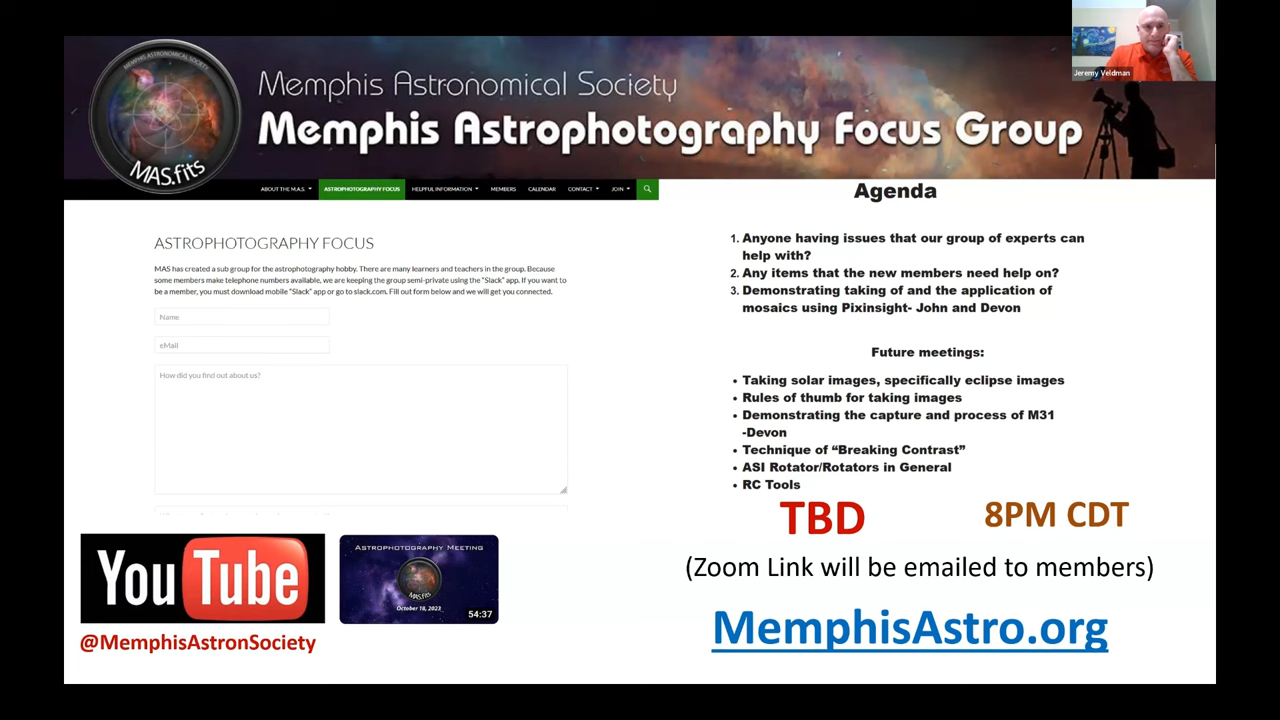 Jeremy Veldman
MEMPHIS ASTRONOMICAL SOCIETY
MAS.fits
Memphis Astronomical Society
Memphis Astrophotography Focus Group
ABOUT THE M.A.S. ASTROPHOTOGRAPHY FOCUS HELPFUL INFORMATION MEMBERS CALENDAR CONTACT JOIN
ASTROPHOTOGRAPHY FOCUS
MAS has created a sub group for the astrophotography hobby. There are many learners and teachers in the group. Because
some members make telephone numbers available, we are keeping the group semi-private using the "Slack" app. If you want to
be a member, you must download mobile "Slack" app or go to slack.com. Fill out form below and we will get you connected.
Name
eMail
How did you find out about us?
Agenda
1. Anyone having issues that our group of experts can
help with?
2. Any items that the new members need help on?
3. Demonstrating taking of and the application of
mosaics using Pixinsight- John and Devon
Future meetings:
• Taking solar images, specifically eclipse images
• Rules of thumb for taking images
• Demonstrating the capture and process of M31
-Devon
• Technique of “Breaking Contrast”
• ASI Rotator/Rotators in General
• RC Tools
TBD 8PM CDT
(Zoom Link will be emailed to members)
MemphisAstro.org
YouTube
@MemphisAstronSociety
ASTROPHOTOGRAPHY MEETING
MAS.fits
October 18, 2023
54:37